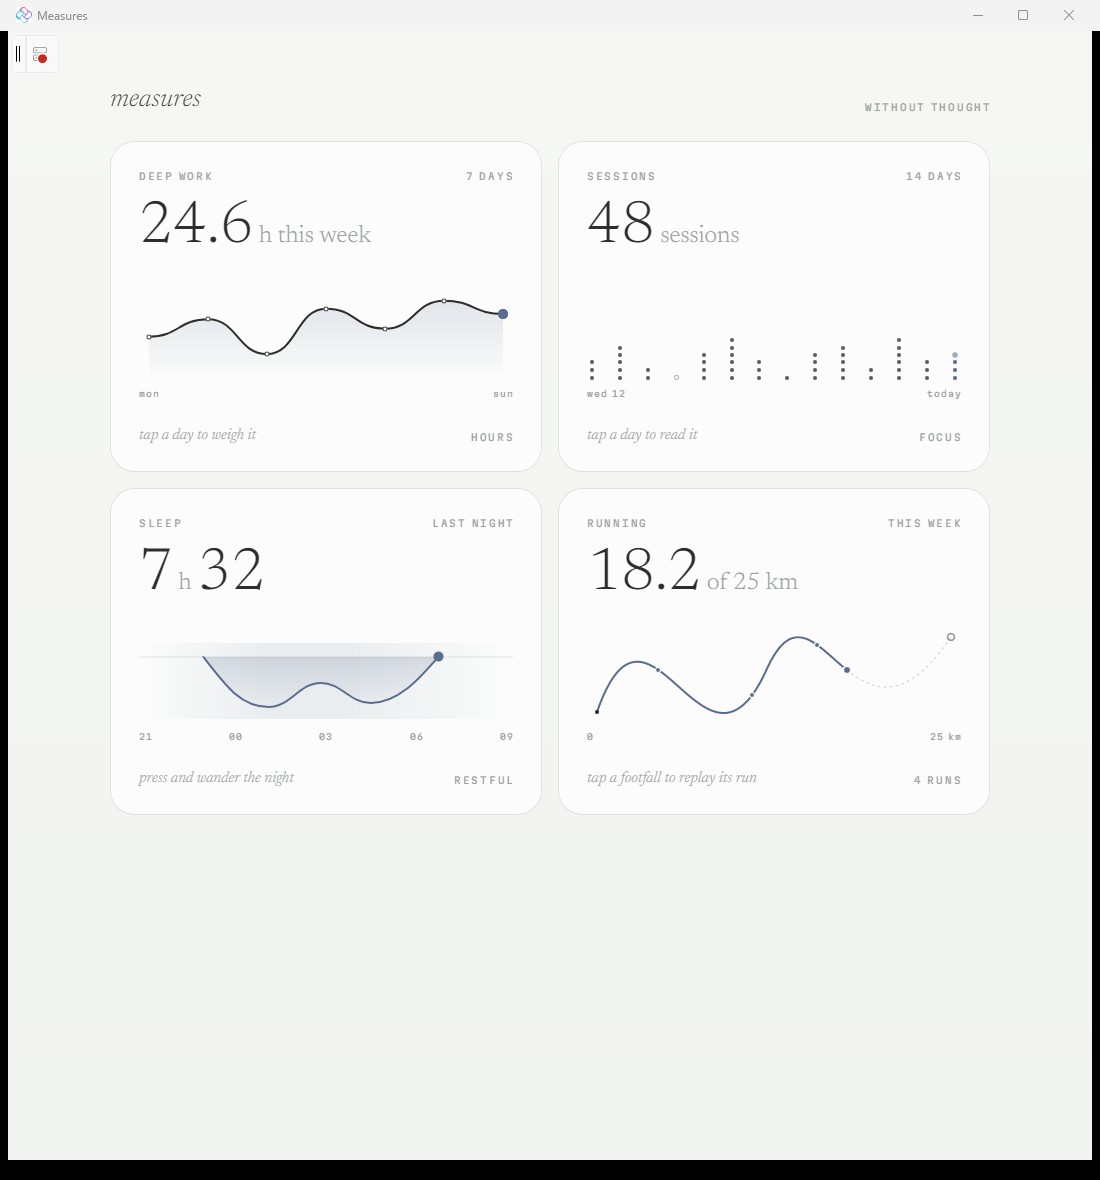 Measures
measures
WITHOUT THOUGHT
DEEP WORK
7 DAYS
24.6 h this week
mon
sun
tap a day to weigh it
HOURS
SESSIONS
14 DAYS
48 sessions
wed 12
today
tap a day to read it
FOCUS
SLEEP
LAST NIGHT
7 h 32
21 00 03 06 09
press and wander the night
RESTFUL
RUNNING
THIS WEEK
18.2 of 25 km
0
25 km
tap a footfall to replay its run
4 RUNS